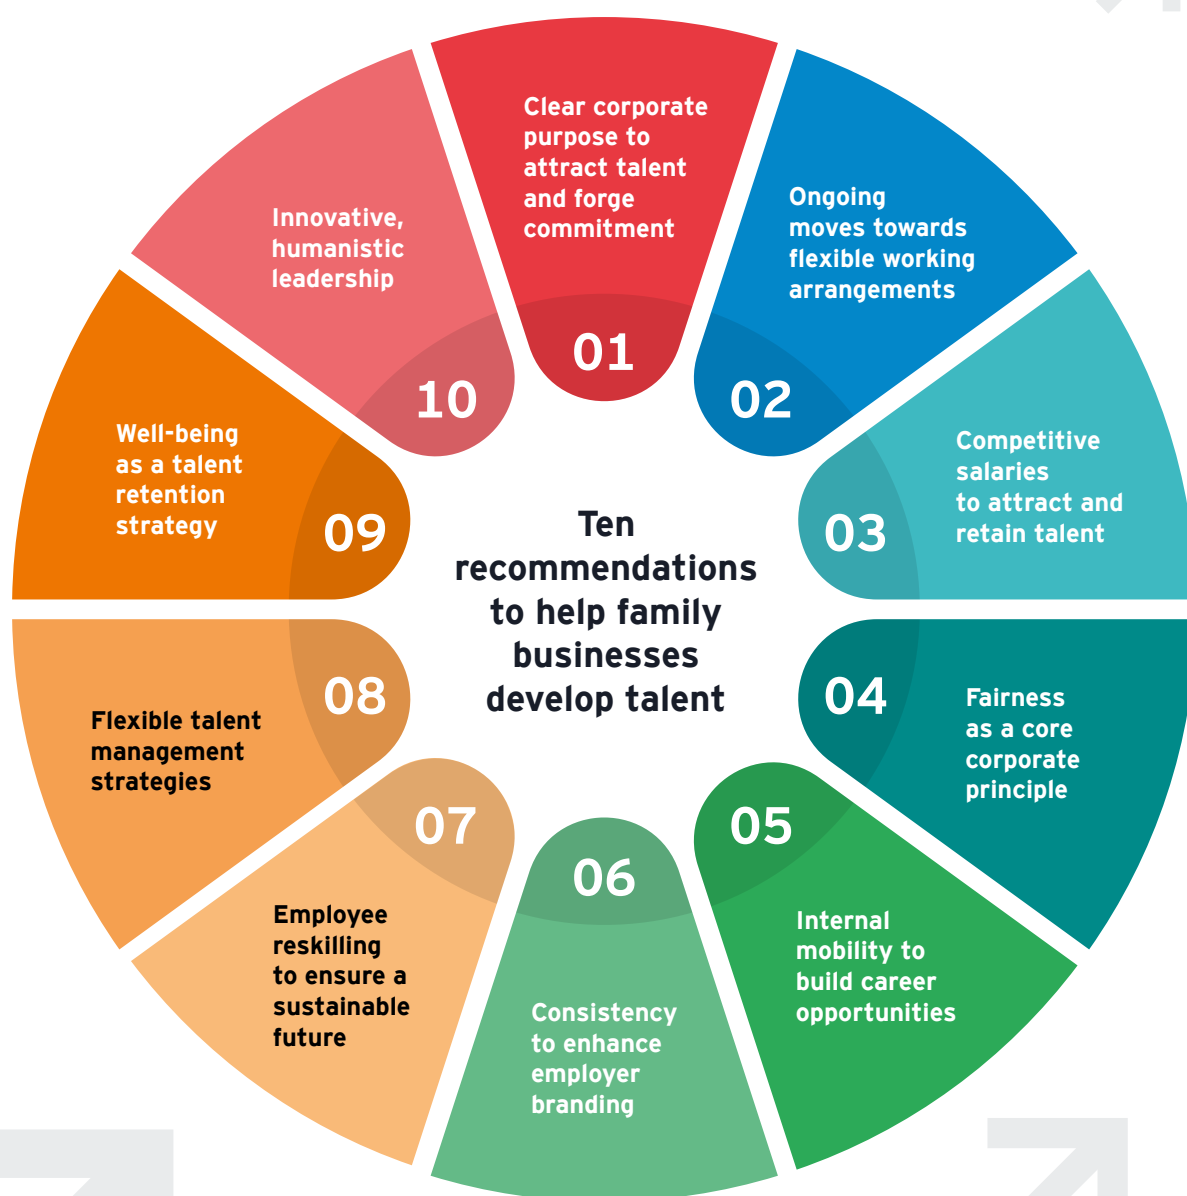 Ten
recommendations
to help family
businesses
develop talent
01
Clear corporate
purpose to
attract talent
and forge
commitment
02
Ongoing
moves towards
flexible working
arrangements
03
Competitive
salaries
to attract and
retain talent
04
Fairness
as a core
corporate
principle
05
Internal
mobility to
build career
opportunities
06
Consistency
to enhance
employer
branding
07
Employee
reskilling
to ensure a
sustainable
future
08
Flexible talent
management
strategies
09
Well-being
as a talent
retention
strategy
10
Innovative,
humanistic
leadership